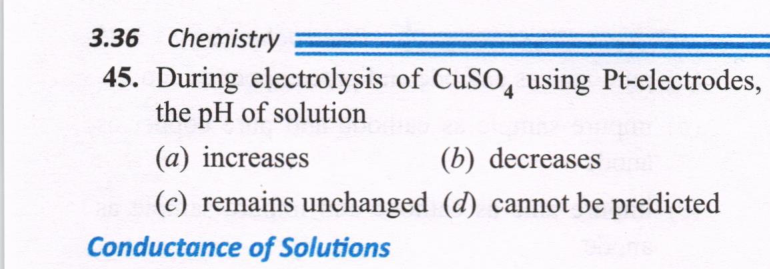 3.36 Chemistry
45. During electrolysis of CuSO₄ using Pt-electrodes,
the pH of solution
(a) increases (b) decreases
(c) remains unchanged (d) cannot be predicted
Conductance of Solutions